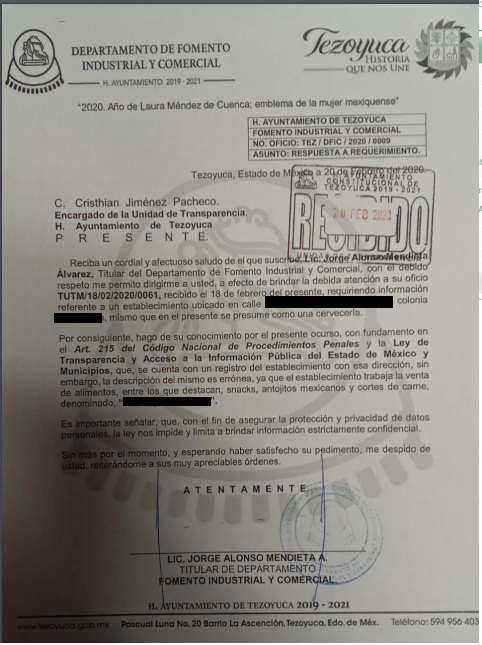 DEPARTAMENTO DE FOMENTO
INDUSTRIAL Y COMERCIAL
H. AYUNTAMIENTO 2019 - 2021
Tezoyuca
HISTORIA
QUE NOS UNE
"2020. Año de Laura Méndez de Cuenca; emblema de la mujer mexiquense"
H. AYUNTAMIENTO DE TEZOYUCA
FOMENTO INDUSTRIAL Y COMERCIAL
NO. OFICIO: TEZ / DFIC / 2020 / 0009
ASUNTO: RESPUESTA A REQUERIMIENTO.
Tezoyuca, Estado de México a 20 de Febrero del 2020.
H. AYUNTAMIENTO
CONSTITUCIONAL DE
TEZOYUCA 2019 - 2021
RECIBIDO
20 FEB 2020
C. Cristhian Jiménez Pacheco.
Encargado de la Unidad de Transparencia.
H. Ayuntamiento de Tezoyuca
P R E S E N T E.
Reciba un cordial y afectuoso saludo de el que suscribe, Lic. Jorge Alonso Mendieta
Álvarez, Titular del Departamento de Fomento Industrial y Comercial, con el debido
respeto me permito dirigirme a usted, a efecto de brindar la debida atención a su oficio
TUTM/18/02/2020/0061, recibido el 18 de febrero del presente, requiriendo información
referente a un establecimiento ubicado en calle colonia
, mismo que en el presente se presume como una cervecería.
Por consiguiente, hago de su conocimiento por el presente ocurso, con fundamento en
el Art. 215 del Código Nacional de Procedimientos Penales y la Ley de
Transparencia y Acceso a la Información Pública del Estado de México y
Municipios, que, se cuenta con un registro del establecimiento con esa dirección, sin
embargo, la descripción del mismo es errónea, ya que el establecimiento trabaja la venta
de alimentos, entre los que destacan, snacks, antojitos mexicanos y cortes de carne,
denominado, " ".
Es importante señalar, que, con el fin de asegurar la protección y privacidad de datos
personales, la ley nos impide y limita a brindar información estrictamente confidencial.
Sin más por el momento, y esperando haber satisfecho su pedimento, me despido de
usted, reiterándome a sus muy apreciables órdenes.
A T E N T A M E N T E
LIC. JORGE ALONSO MENDIETA A.
TITULAR DE DEPARTAMENTO
FOMENTO INDUSTRIAL Y COMERCIAL.
H. AYUNTAMIENTO DE TEZOYUCA 2019 - 2021
www.tezoyuca.gob.mx Pascual Luna No. 20 Barrio La Ascención, Tezoyuca, Edo. de Méx. Teléfono: 594 956 403